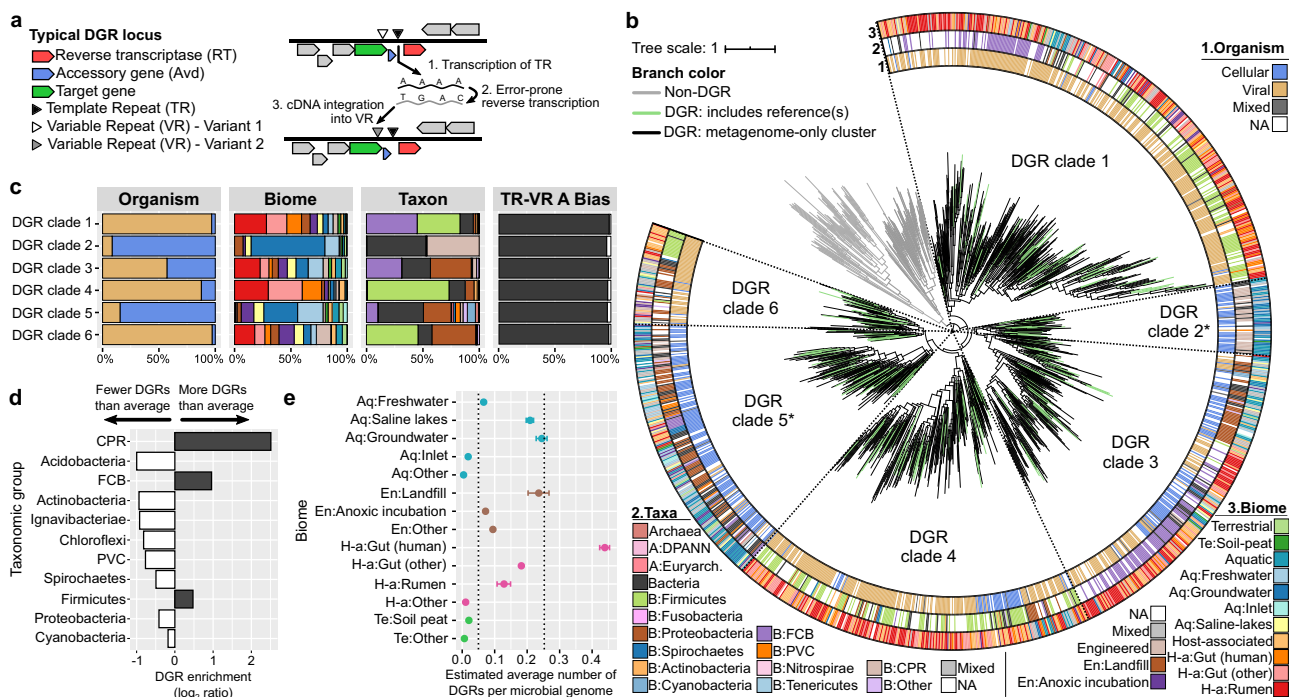 a
Typical DGR locus
Reverse transcriptase (RT)
Accessory gene (Avd)
Target gene
Template Repeat (TR)
Variable Repeat (VR) - Variant 1
Variable Repeat (VR) - Variant 2
1. Transcription of TR
A A A A
T G A C
2. Error-prone
reverse transcription
3. cDNA integration
into VR
b
Tree scale: 1
Branch color
Non-DGR
DGR: includes reference(s)
DGR: metagenome-only cluster
3
2
1
1.Organism
Cellular
Viral
Mixed
NA
DGR clade 1
DGR
clade 2*
DGR
clade 3
DGR
clade 4
DGR
clade 5*
DGR
clade 6
2.Taxa
Archaea
A:DPANN
A:Euryarch.
Bacteria
B:Firmicutes
B:Fusobacteria
B:Proteobacteria
B:Spirochaetes
B:Actinobacteria
B:Cyanobacteria
B:FCB
B:PVC
B:Nitrospirae
B:Tenericutes
B:CPR
B:Other
Mixed
NA
3.Biome
Terrestrial
Te:Soil-peat
Aquatic
Aq:Freshwater
Aq:Groundwater
Aq:Inlet
Aq:Saline-lakes
Host-associated
H-a:Gut (human)
H-a:Gut (other)
H-a:Rumen
NA
Mixed
Engineered
En:Landfill
En:Anoxic incubation
c
Organism
Biome
Taxon
TR-VR A Bias
DGR clade 1
DGR clade 2
DGR clade 3
DGR clade 4
DGR clade 5
DGR clade 6
0% 50% 100%
0% 50% 100%
0% 50% 100%
0% 50% 100%
d
Fewer DGRs
than average
More DGRs
than average
Taxonomic group
CPR
Acidobacteria
FCB
Actinobacteria
Ignavibacteriae
Chloroflexi
PVC
Spirochaetes
Firmicutes
Proteobacteria
Cyanobacteria
-1 0 1 2
DGR enrichment
(log₂ ratio)
e
Biome
Aq:Freshwater
Aq:Saline lakes
Aq:Groundwater
Aq:Inlet
Aq:Other
En:Landfill
En:Anoxic incubation
En:Other
H-a:Gut (human)
H-a:Gut (other)
H-a:Rumen
H-a:Other
Te:Soil peat
Te:Other
0.0 0.1 0.2 0.3 0.4
Estimated average number of
DGRs per microbial genome